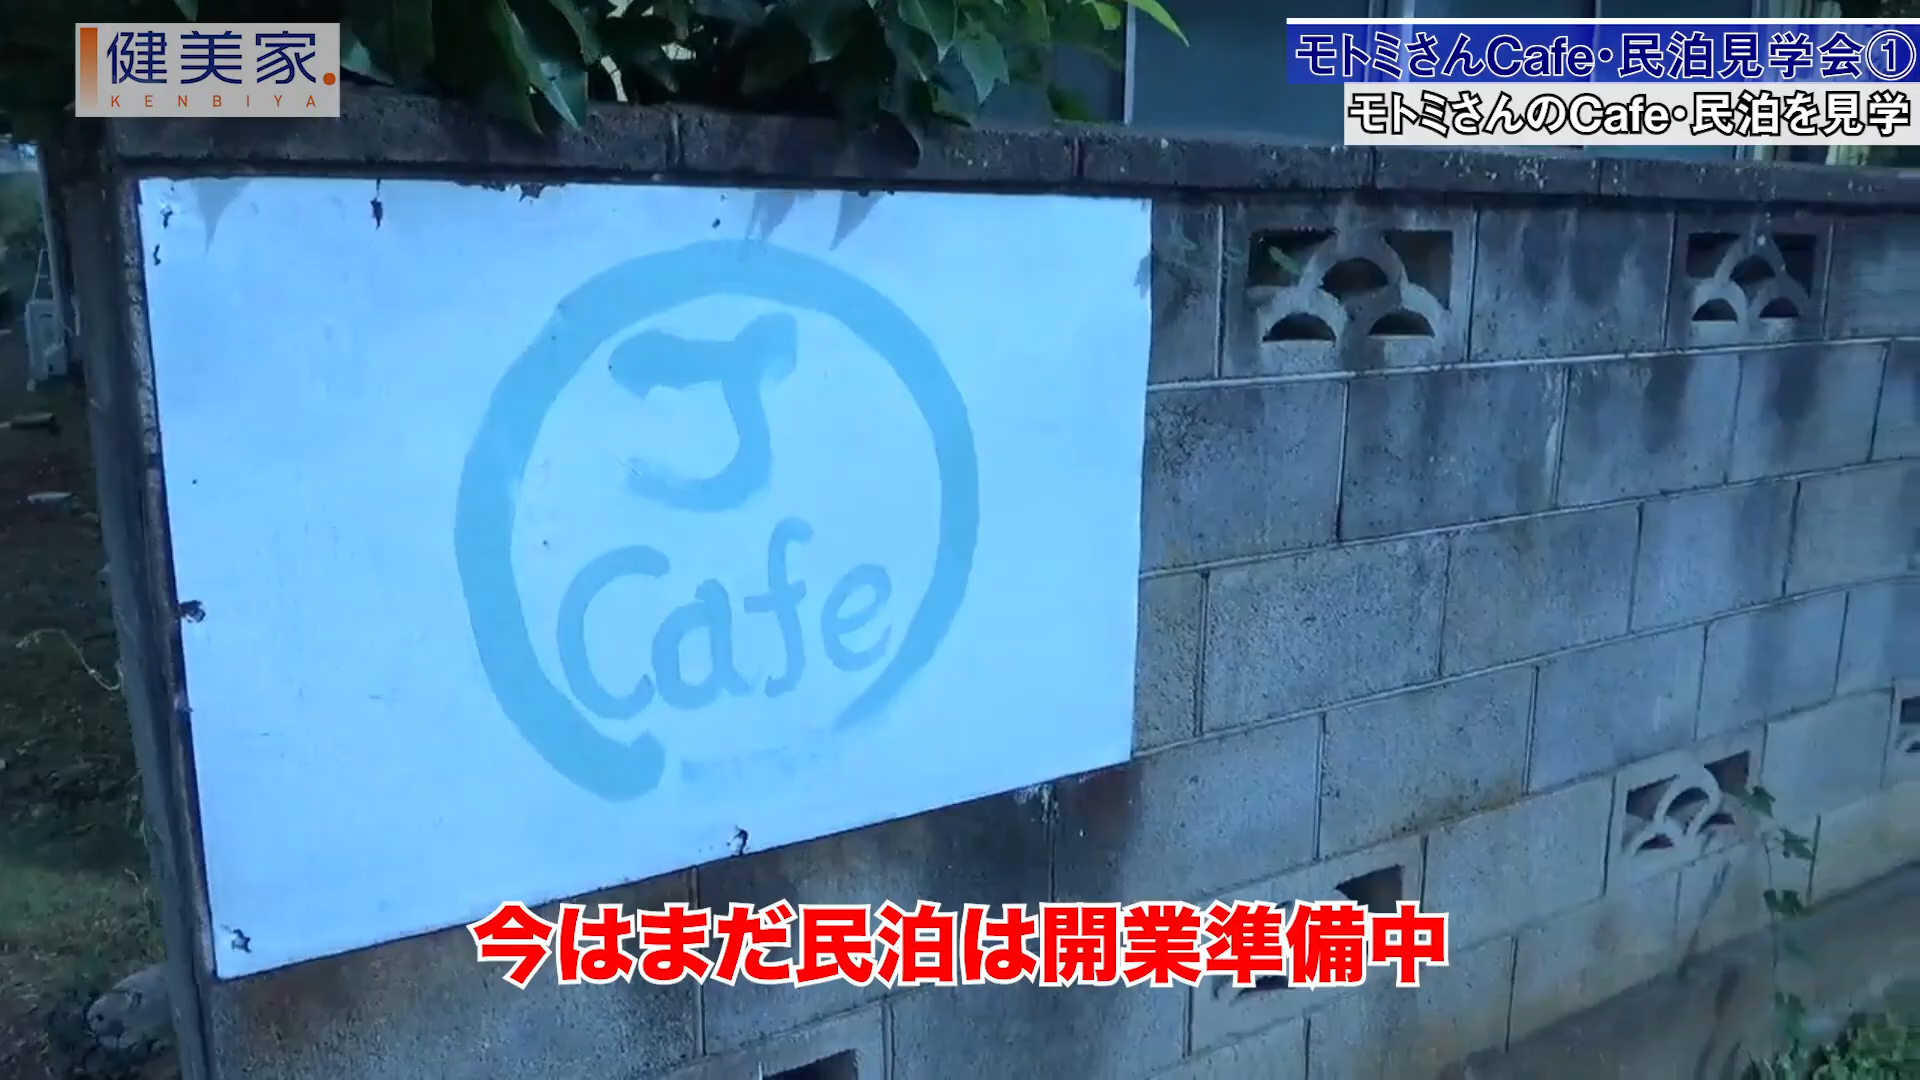 健美家
KENBIYA
モトミさんCafe・民泊見学会①
モトミさんのCafe・民泊を見学
J
Cafe
今はまだ民泊は開業準備中